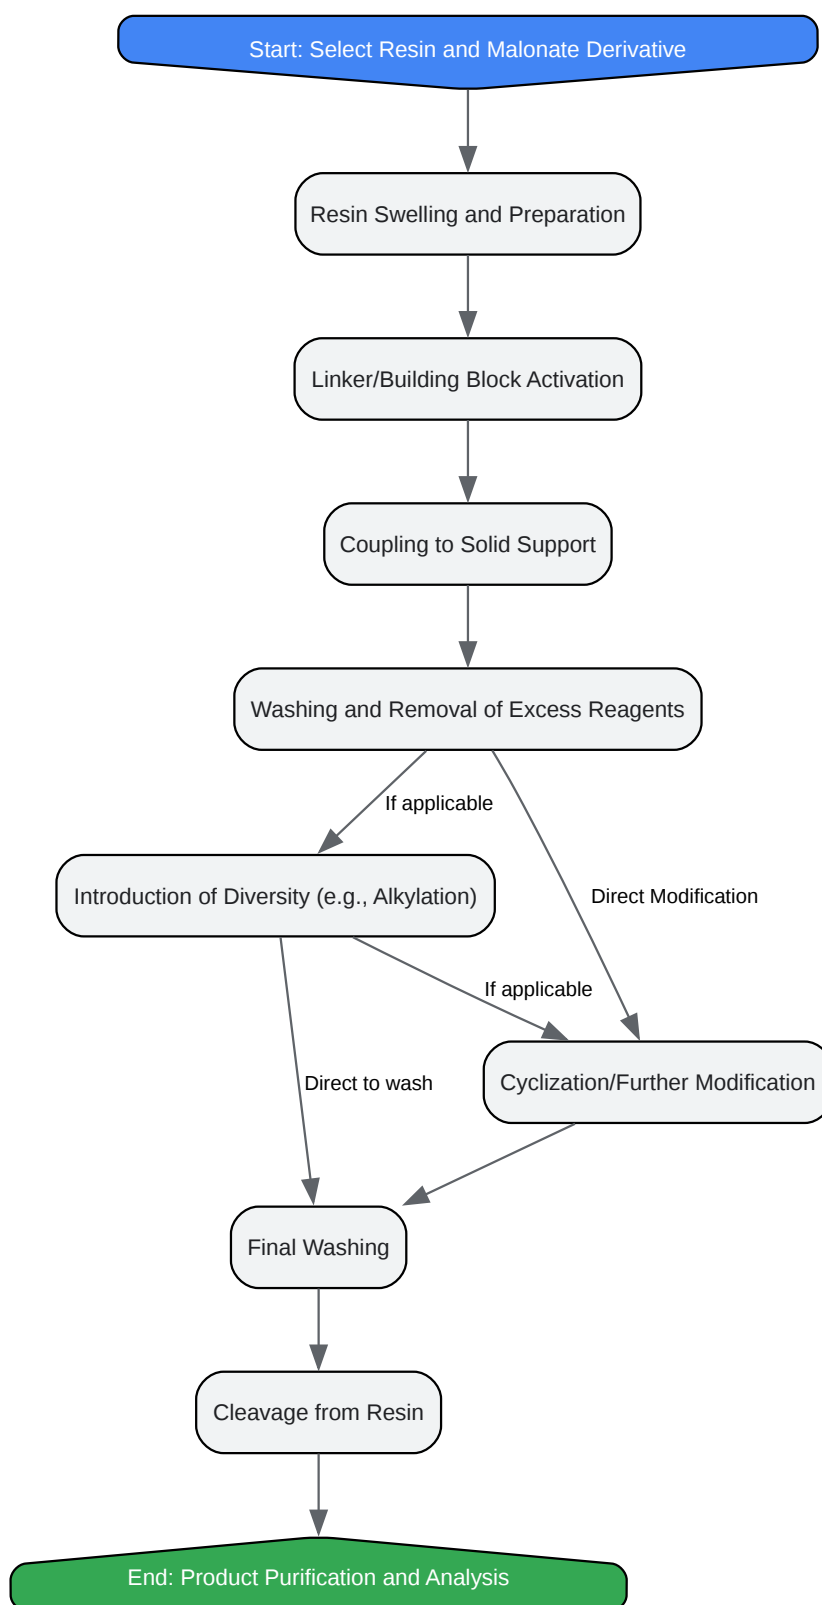 Start: Select Resin and Malonate Derivative
Resin Swelling and Preparation
Linker/Building Block Activation
Coupling to Solid Support
Washing and Removal of Excess Reagents
If applicable
Introduction of Diversity (e.g., Alkylation)
Direct Modification
If applicable
Direct to wash
Cyclization/Further Modification
Final Washing
Cleavage from Resin
End: Product Purification and Analysis